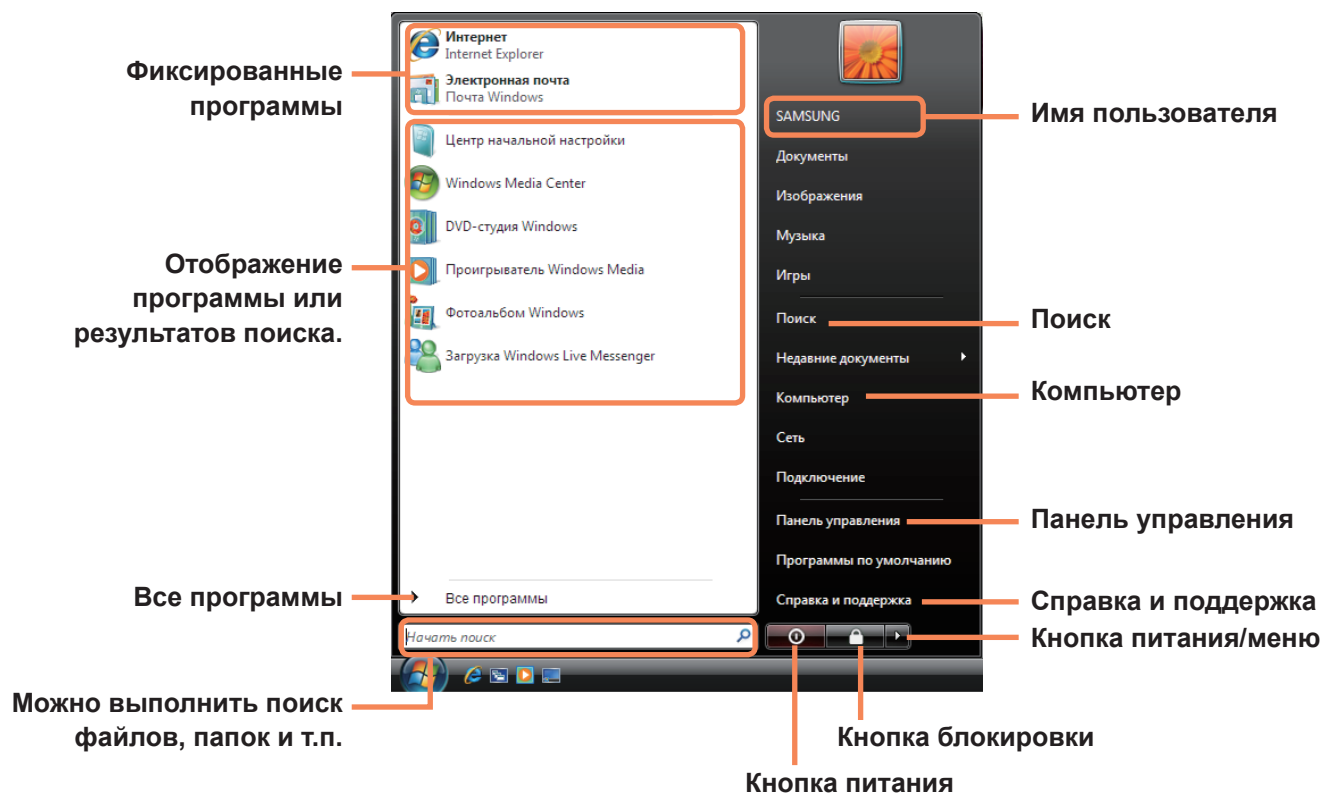 Фиксированные
программы
Отображение
программы или
результатов поиска.
Все программы
Можно выполнить поиск
файлов, папок и т.п.
Интернет
Internet Explorer
Электронная почта
Почта Windows
Центр начальной настройки
Windows Media Center
DVD-студия Windows
Проигрыватель Windows Media
Фотоальбом Windows
Загрузка Windows Live Messenger
Все программы
Начать поиск
SAMSUNG
Документы
Изображения
Музыка
Игры
Поиск
Недавние документы
Компьютер
Сеть
Подключение
Панель управления
Программы по умолчанию
Справка и поддержка
Имя пользователя
Поиск
Компьютер
Панель управления
Справка и поддержка
Кнопка питания/меню
Кнопка блокировки
Кнопка питания